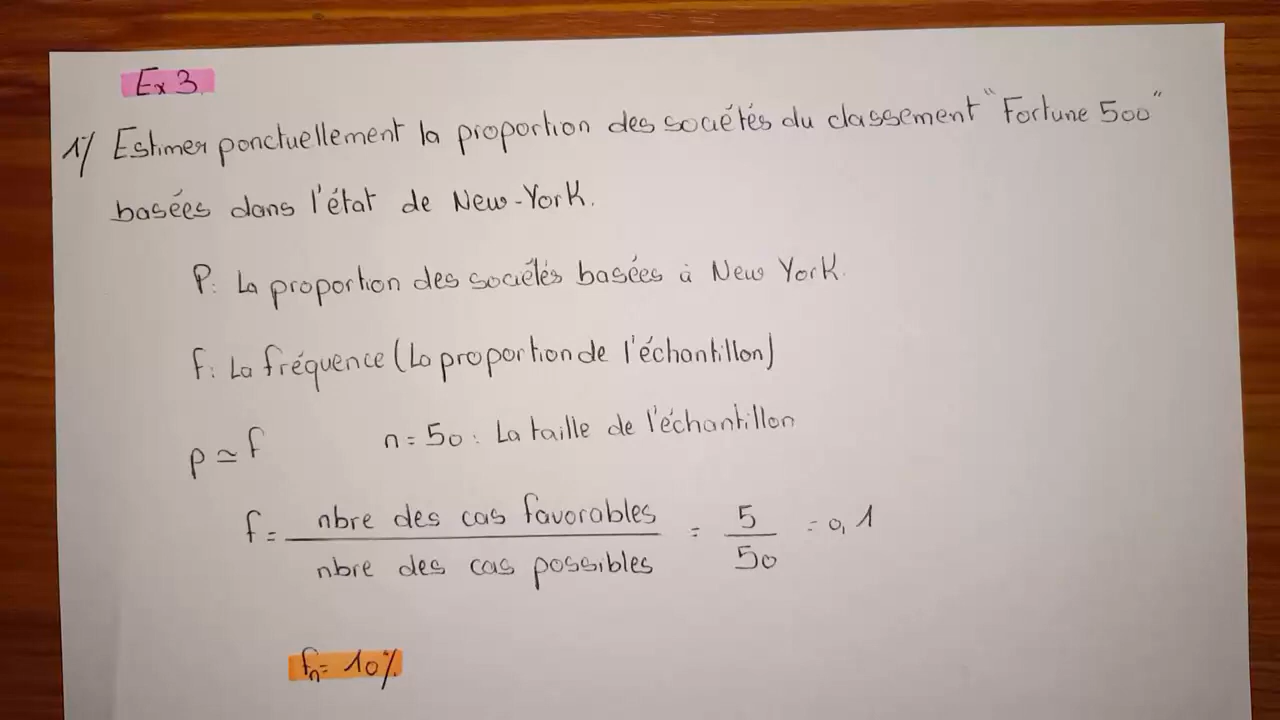 Ex 3.
1°/ Estimer ponctuellement la proportion des sociétés du classement "Fortune 500"
basées dans l'état de New-York.
P: La proportion des sociétés basées à New York.
f: La fréquence (La proportion de l'échantillon)
p ≃ f n = 50 : La taille de l'échantillon
f = nbre des cas favorables / nbre des cas possibles = 5 / 50 = 0,1
fn = 10%